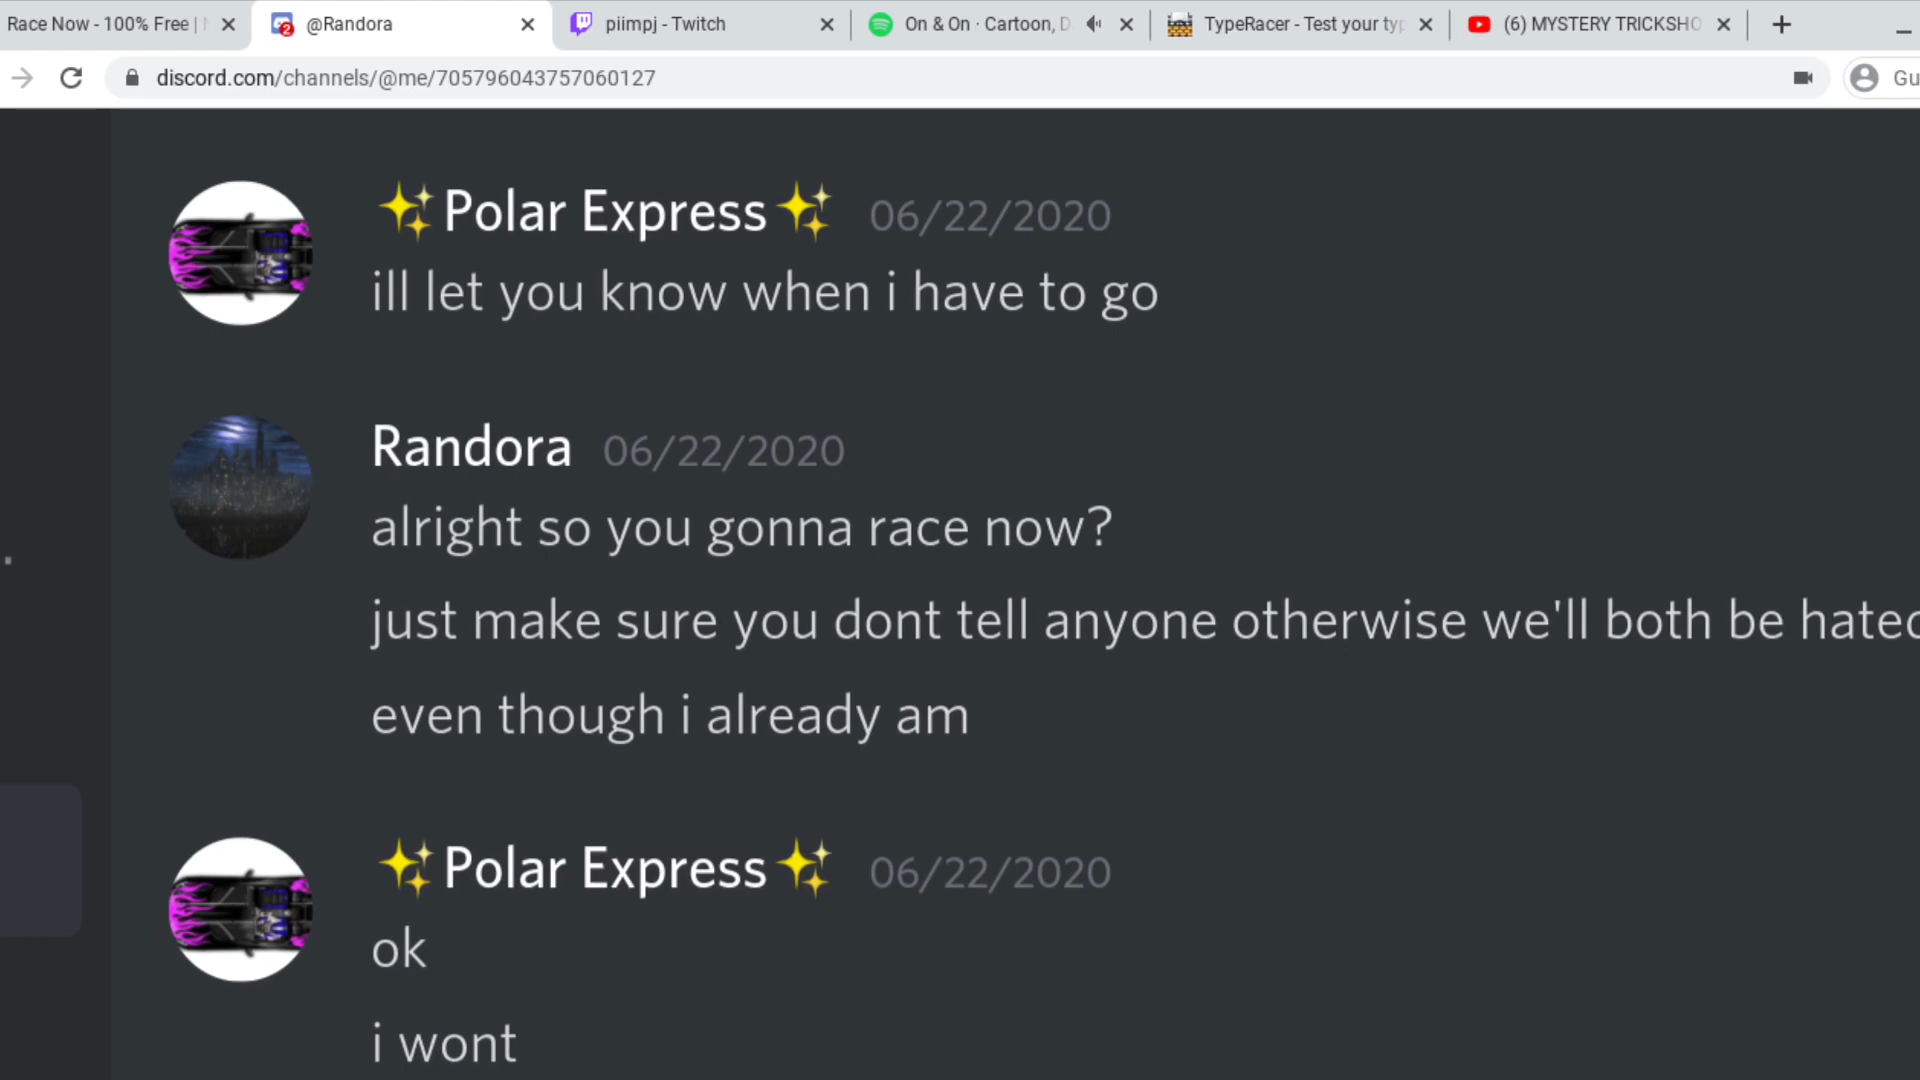 Race Now - 100% Free |
@Randora
piimpj - Twitch
On & On · Cartoon, D
TypeRacer - Test your typ
(6) MYSTERY TRICKSHO
discord.com/channels/@me/705796043757060127
Gu
✨Polar Express✨ 06/22/2020
ill let you know when i have to go
Randora 06/22/2020
alright so you gonna race now?
just make sure you dont tell anyone otherwise we'll both be hated
even though i already am
✨Polar Express✨ 06/22/2020
ok
i wont